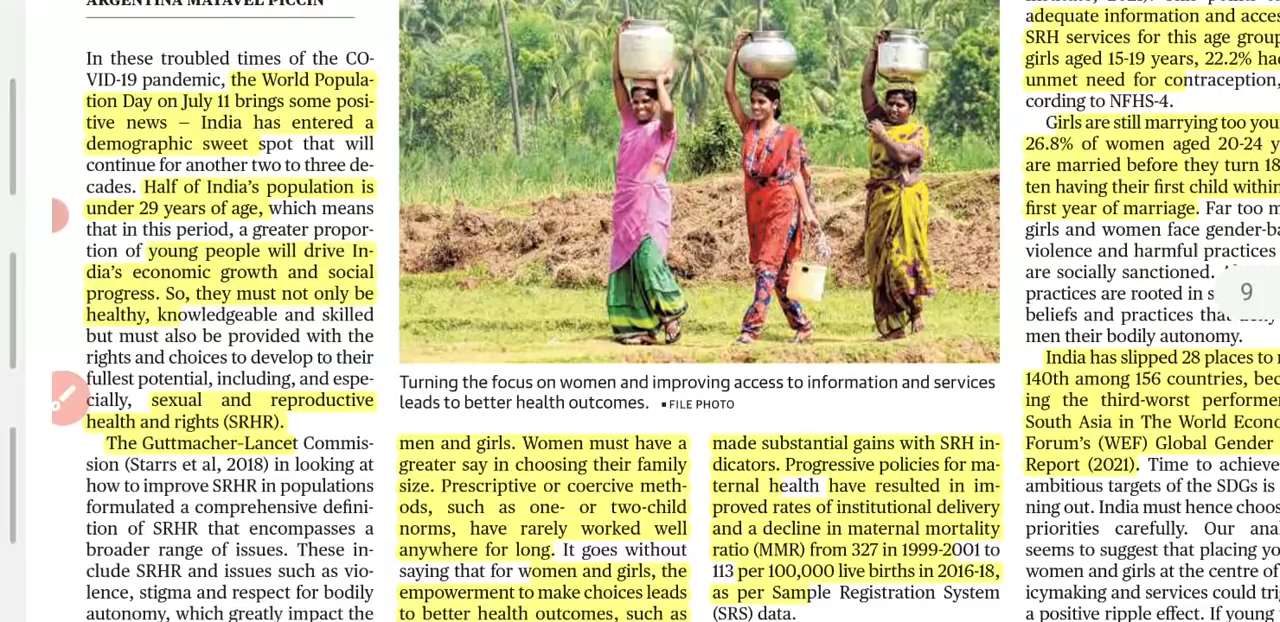 ARGENTINA MATAVEL PICCIN
In these troubled times of the CO-
VID-19 pandemic, the World Popula-
tion Day on July 11 brings some posi-
tive news — India has entered a
demographic sweet spot that will
continue for another two to three de-
cades. Half of India's population is
under 29 years of age, which means
that in this period, a greater propor-
tion of young people will drive In-
dia's economic growth and social
progress. So, they must not only be
healthy, knowledgeable and skilled
but must also be provided with the
rights and choices to develop to their
fullest potential, including, and espe-
cially, sexual and reproductive
health and rights (SRHR).
The Guttmacher-Lancet Commis-
sion (Starrs et al, 2018) in looking at
how to improve SRHR in populations
formulated a comprehensive defini-
tion of SRHR that encompasses a
broader range of issues. These in-
clude SRHR and issues such as vio-
lence, stigma and respect for bodily
autonomy, which greatly impact the
Turning the focus on women and improving access to information and services
leads to better health outcomes. ▪ FILE PHOTO
men and girls. Women must have a
greater say in choosing their family
size. Prescriptive or coercive meth-
ods, such as one- or two-child
norms, have rarely worked well
anywhere for long. It goes without
saying that for women and girls, the
empowerment to make choices leads
to better health outcomes, such as
made substantial gains with SRH in-
dicators. Progressive policies for ma-
ternal health have resulted in im-
proved rates of institutional delivery
and a decline in maternal mortality
ratio (MMR) from 327 in 1999-2001 to
113 per 100,000 live births in 2016-18,
as per Sample Registration System
(SRS) data.
adequate information and acces
SRH services for this age group
girls aged 15-19 years, 22.2% had
unmet need for contraception,
cording to NFHS-4.
Girls are still marrying too you
26.8% of women aged 20-24 y
are married before they turn 18
ten having their first child within
first year of marriage. Far too m
girls and women face gender-ba
violence and harmful practices
are socially sanctioned.
practices are rooted in s
beliefs and practices that
men their bodily autonomy.
India has slipped 28 places to r
140th among 156 countries, bec
ing the third-worst performer
South Asia in The World Econo
Forum's (WEF) Global Gender
Report (2021). Time to achieve
ambitious targets of the SDGs is
ning out. India must hence choos
priorities carefully. Our anal
seems to suggest that placing yo
women and girls at the centre of
icymaking and services could trig
a positive ripple effect. If young
9